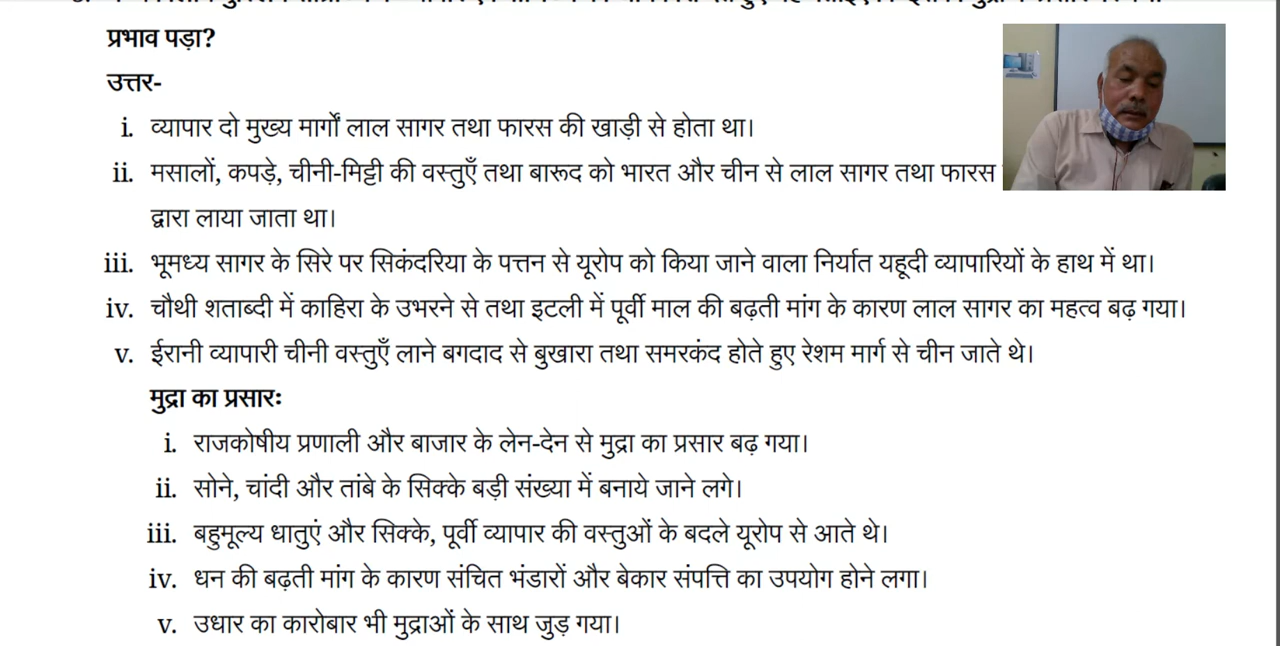 प्रभाव पड़ा?
उत्तर-
i. व्यापार दो मुख्य मार्गों लाल सागर तथा फारस की खाड़ी से होता था।
ii. मसालों, कपड़े, चीनी-मिट्टी की वस्तुएँ तथा बारूद को भारत और चीन से लाल सागर तथा फारस
द्वारा लाया जाता था।
iii. भूमध्य सागर के सिरे पर सिकंदरिया के पत्तन से यूरोप को किया जाने वाला निर्यात यहूदी व्यापारियों के हाथ में था।
iv. चौथी शताब्दी में काहिरा के उभरने से तथा इटली में पूर्वी माल की बढ़ती मांग के कारण लाल सागर का महत्व बढ़ गया।
v. ईरानी व्यापारी चीनी वस्तुएँ लाने बगदाद से बुखारा तथा समरकंद होते हुए रेशम मार्ग से चीन जाते थे।
मुद्रा का प्रसारः
i. राजकोषीय प्रणाली और बाजार के लेन-देन से मुद्रा का प्रसार बढ़ गया।
ii. सोने, चांदी और तांबे के सिक्के बड़ी संख्या में बनाये जाने लगे।
iii. बहुमूल्य धातुएं और सिक्के, पूर्वी व्यापार की वस्तुओं के बदले यूरोप से आते थे।
iv. धन की बढ़ती मांग के कारण संचित भंडारों और बेकार संपत्ति का उपयोग होने लगा।
v. उधार का कारोबार भी मुद्राओं के साथ जुड़ गया।